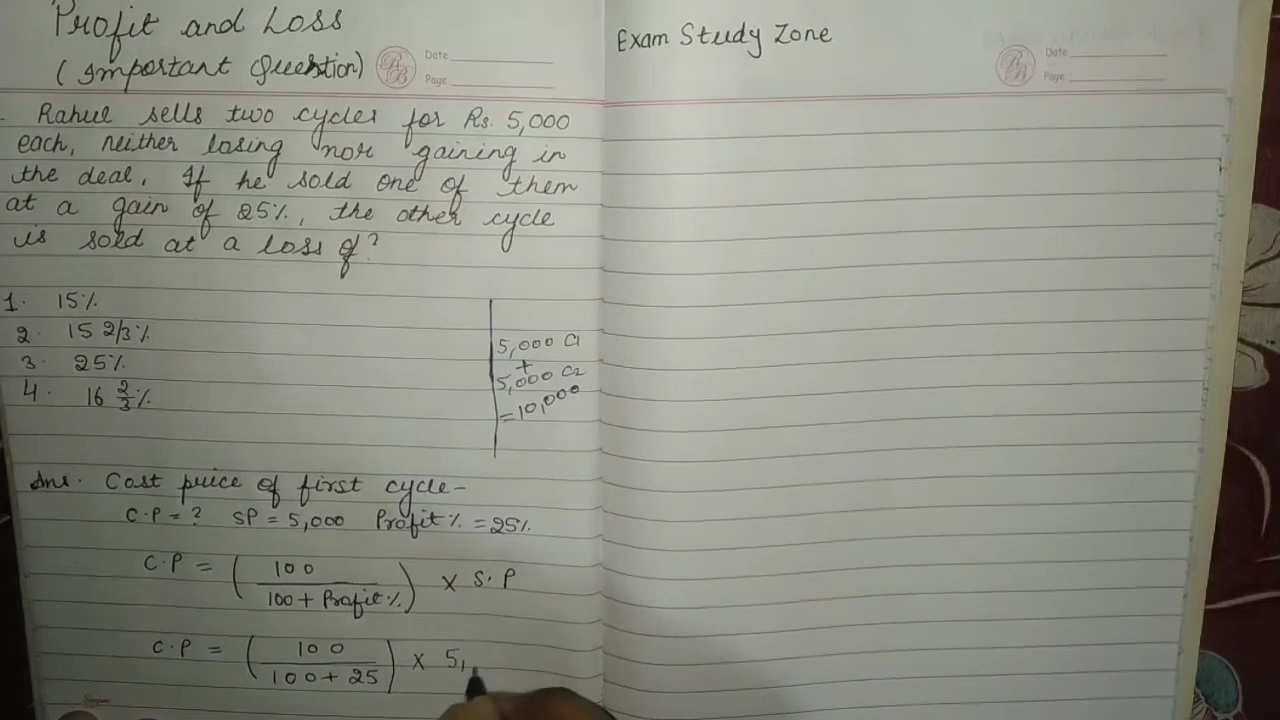 Profit and Loss
(Important Question)
Date
Page
Rahul sells two cycles for Rs. 5,000
each, neither losing nor gaining in
the deal. If he sold one of them
at a gain of 25%, the other cycle
is sold at a loss of?
1. 15%
2. 15 2/3%
3. 25%
4. 16 2/3%
5,000 C1
+
5,000 C2
=10,000
Ans. Cost price of first cycle-
C.P = ? SP = 5,000 Profit% = 25%
C.P = (100 / 100 + Profit%) × S.P
C.P = (100 / 100 + 25) × 5,
Exam Study Zone
Date
Page